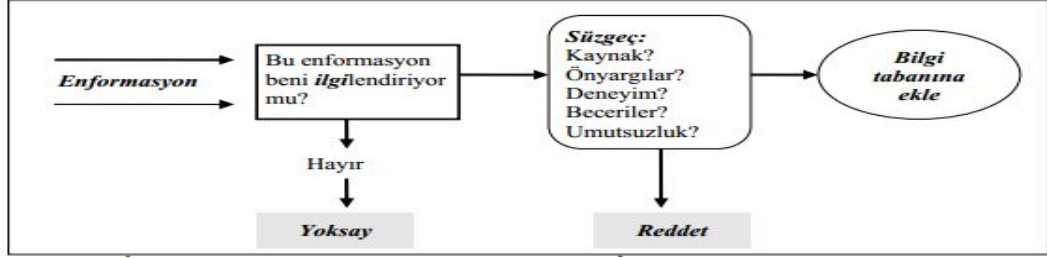 Enformasyon
Bu enformasyon
beni ilgilendiriyor
mu?
Hayır
Yoksay
Süzgeç:
Kaynak?
Önyargılar?
Deneyim?
Beceriler?
Umutsuzluk?
Reddet
Bilgi
tabanına
ekle